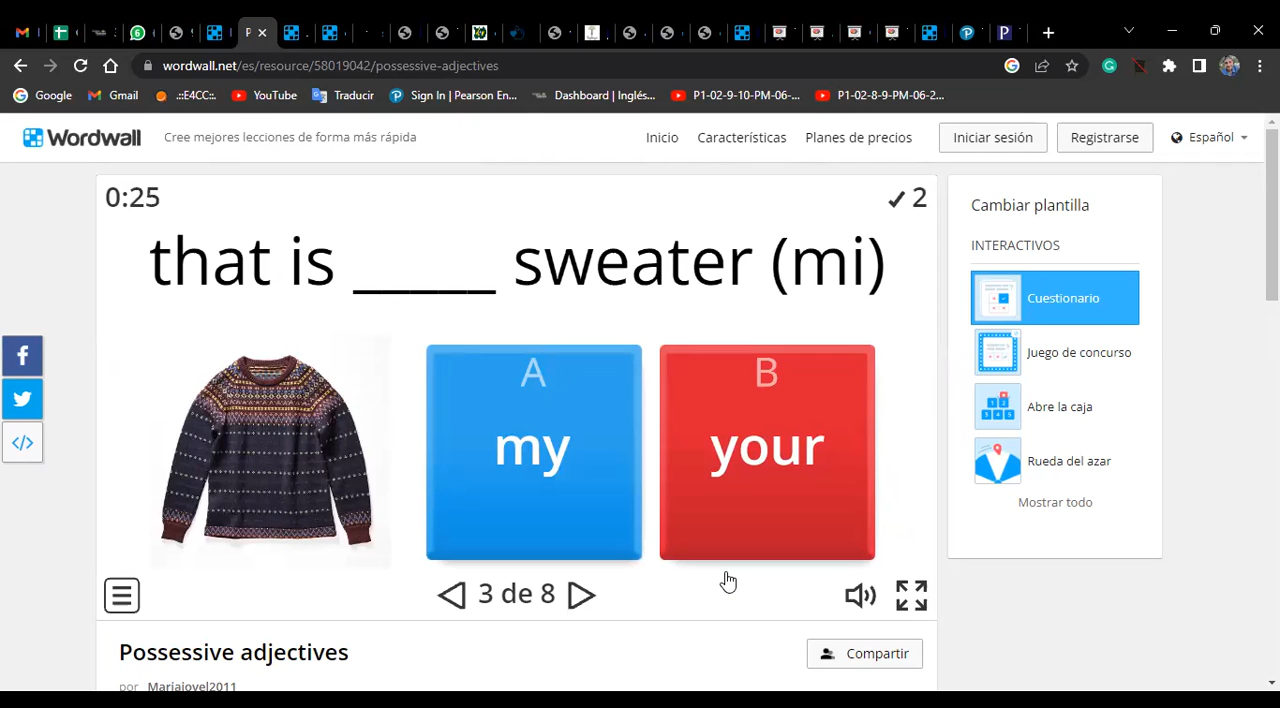 P
wordwall.net/es/resource/58019042/possessive-adjectives
Google
Gmail
.::E4CC::.
YouTube
Traducir
Sign In | Pearson En...
Dashboard | Inglés,...
P1-02-9-10-PM-06-...
P1-02-8-9-PM-06-2...
Wordwall
Cree mejores lecciones de forma más rápida
Inicio
Características
Planes de precios
Iniciar sesión
Registrarse
Español
0:25
2
that is _____ sweater (mi)
A
my
B
your
3 de 8
Possessive adjectives
Compartir
por Mariajovel2011
Cambiar plantilla
INTERACTIVOS
Cuestionario
Juego de concurso
Abre la caja
Rueda del azar
Mostrar todo